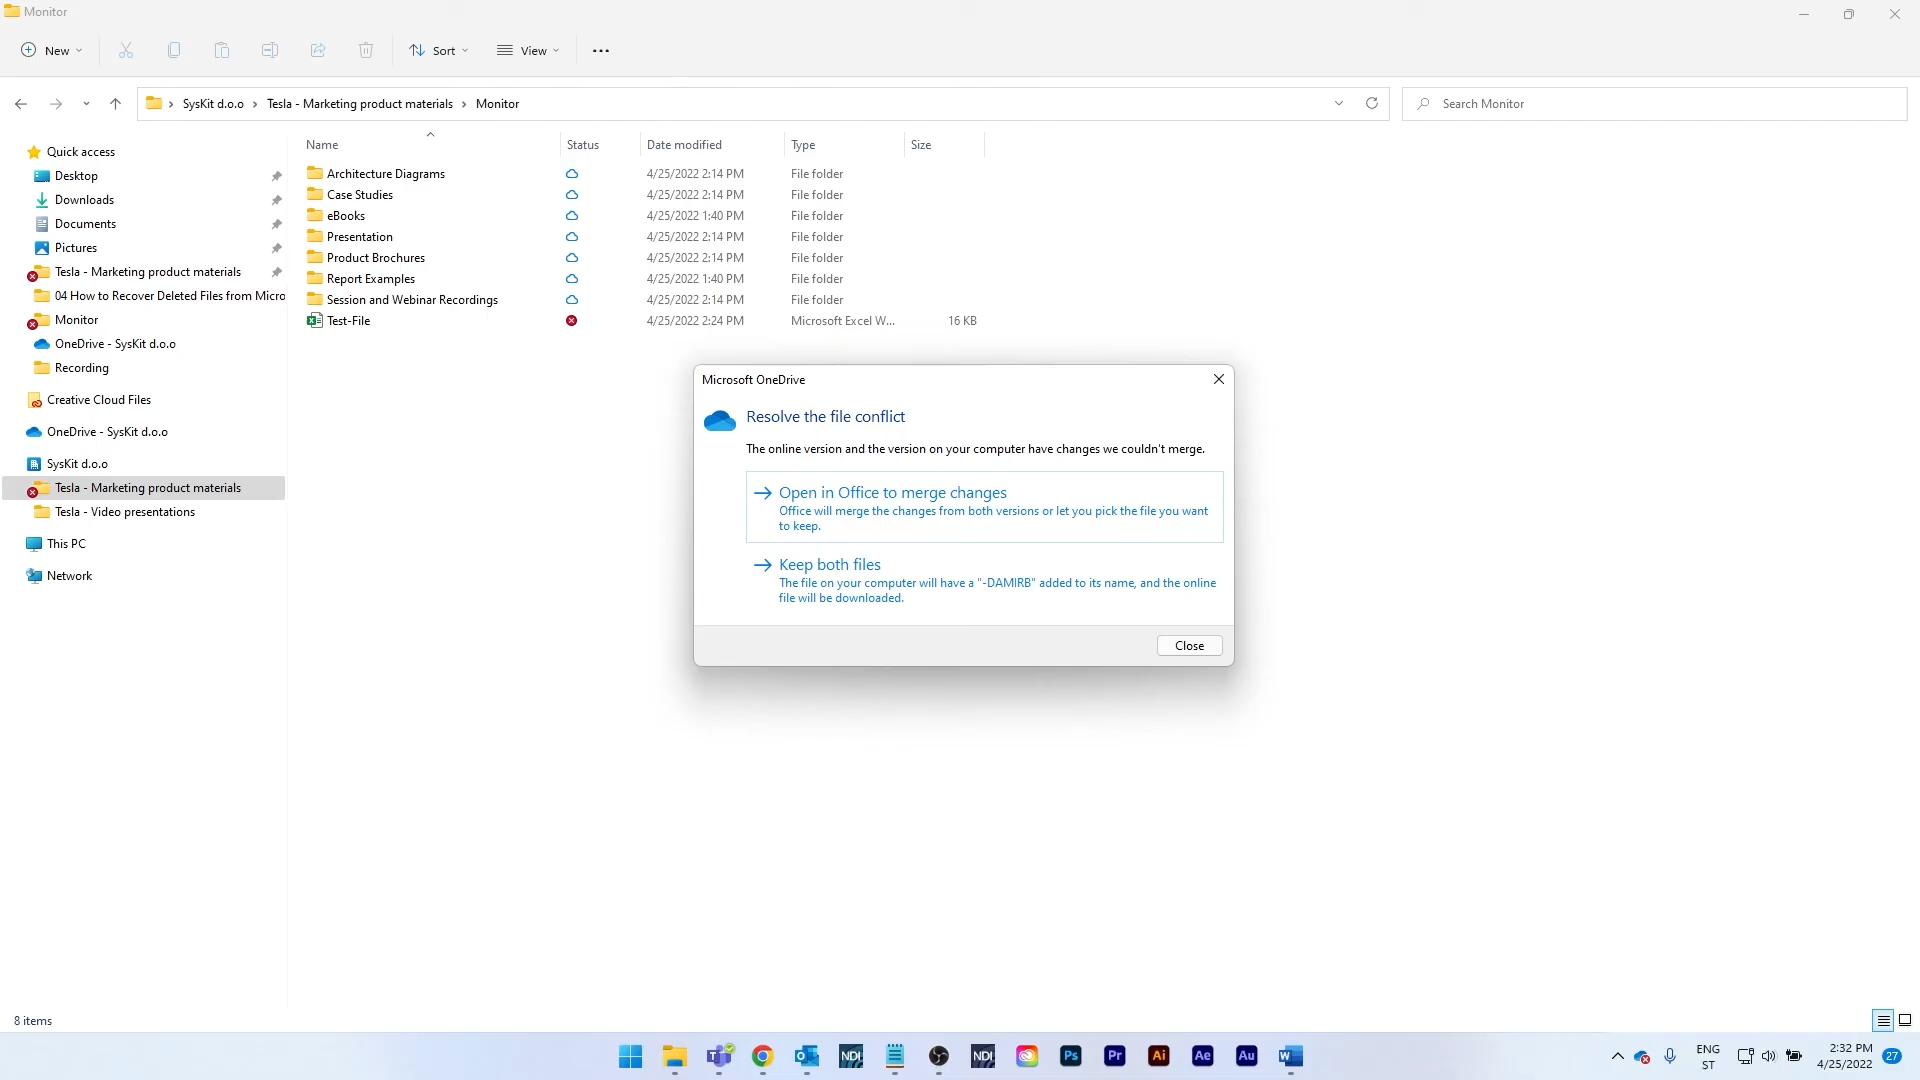 Monitor
New
Sort
View
SysKit d.o.o > Tesla - Marketing product materials > Monitor
Search Monitor
Quick access
Desktop
Downloads
Documents
Pictures
Tesla - Marketing product materials
04 How to Recover Deleted Files from Micro
Monitor
OneDrive - SysKit d.o.o
Recording
Creative Cloud Files
OneDrive - SysKit d.o.o
SysKit d.o.o
Tesla - Marketing product materials
Tesla - Video presentations
This PC
Network
Name Status Date modified Type Size
Architecture Diagrams 4/25/2022 2:14 PM File folder
Case Studies 4/25/2022 2:14 PM File folder
eBooks 4/25/2022 1:40 PM File folder
Presentation 4/25/2022 2:14 PM File folder
Product Brochures 4/25/2022 2:14 PM File folder
Report Examples 4/25/2022 1:40 PM File folder
Session and Webinar Recordings 4/25/2022 2:14 PM File folder
Test-File 4/25/2022 2:24 PM Microsoft Excel W... 16 KB
Microsoft OneDrive
Resolve the file conflict
The online version and the version on your computer have changes we couldn't merge.
Open in Office to merge changes
Office will merge the changes from both versions or let you pick the file you want
to keep.
Keep both files
The file on your computer will have a "-DAMIRB" added to its name, and the online
file will be downloaded.
Close
8 items
NDI
NDI
Ps
Pr
Ai
Ae
Au
ENG
ST
2:32 PM
4/25/2022
27